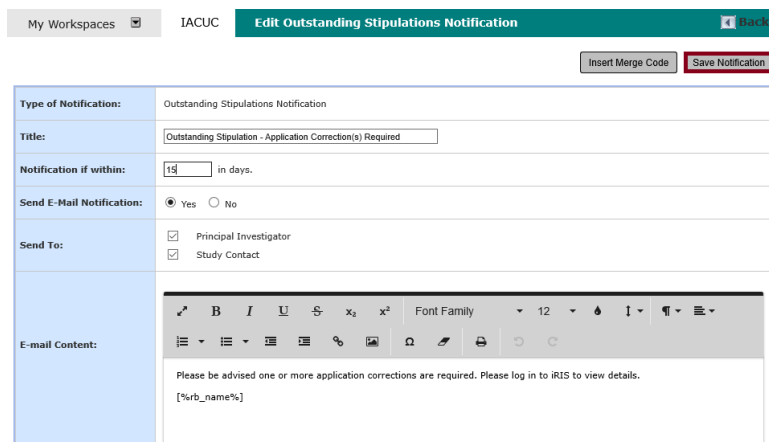 My Workspaces IACUC Edit Outstanding Stipulations Notification Back
Insert Merge Code Save Notification
Type of Notification: Outstanding Stipulations Notification
Title: Outstanding Stipulation - Application Correction(s) Required
Notification if within: 15 in days.
Send E-Mail Notification: Yes No
Send To: Principal Investigator
Study Contact
B I U S x₂ x² Font Family 12
E-mail Content:
Ω
Please be advised one or more application corrections are required. Please log in to iRIS to view details.
[%rb_name%]